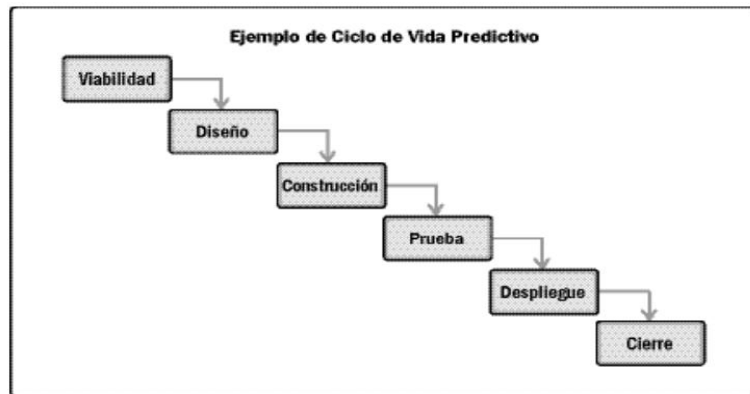 Ejemplo de Ciclo de Vida Predictivo
Viabilidad
Diseño
Construcción
Prueba
Despliegue
Cierre